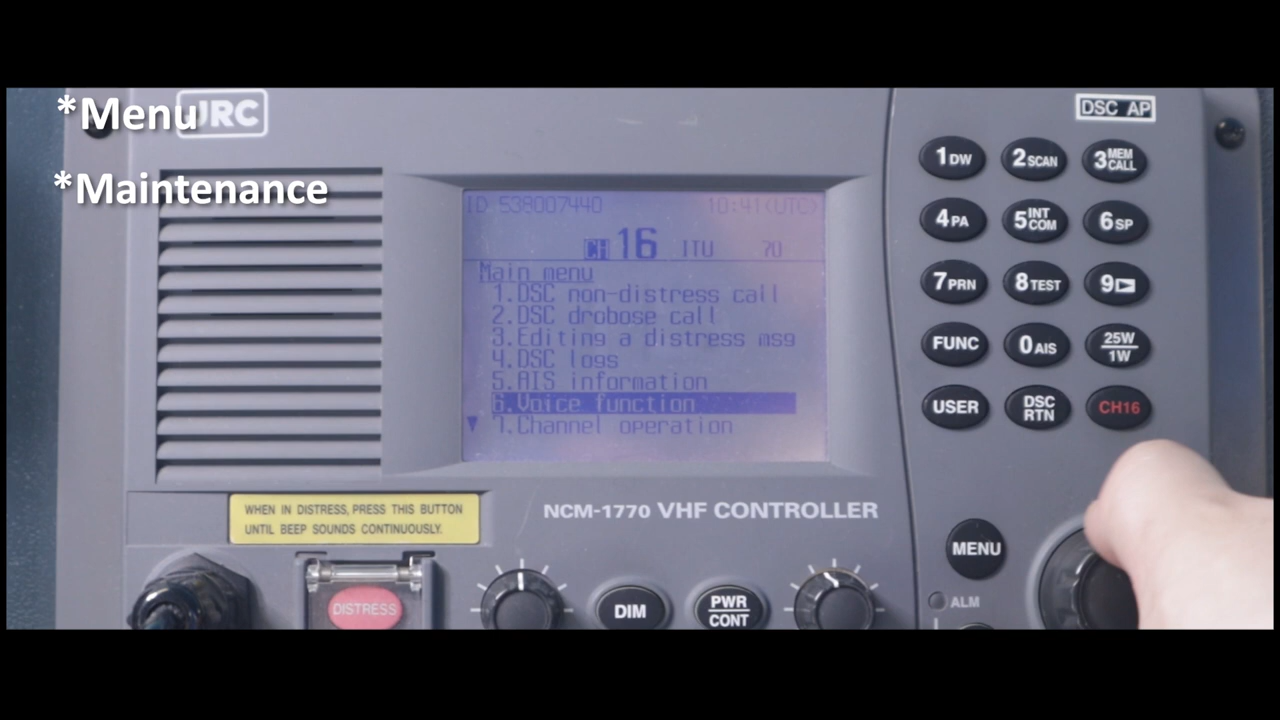 *Menu
JRC
*Maintenance
DSC AP
ID 538007440 10:41(UTC)
CH 16 ITU 70
Main menu
1.DSC non-distress call
2.DSC drobose call
3.Editing a distress msg
4.DSC logs
5.AIS information
6.Voice function
7.Channel operation
1 DW
2 SCAN
3 MEM CALL
4 PA
5 INT COM
6 SP
7 PRN
8 TEST
9
FUNC
0 AIS
25W
1W
USER
DSC
RTN
CH16
WHEN IN DISTRESS, PRESS THIS BUTTON
UNTIL BEEP SOUNDS CONTINUOUSLY.
NCM-1770 VHF CONTROLLER
MENU
DISTRESS
DIM
PWR
CONT
ALM